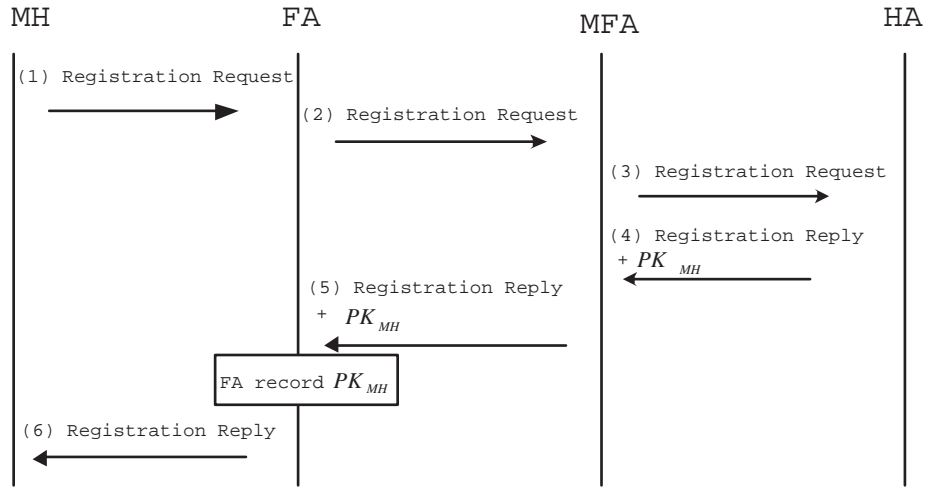 MH FA MFA HA
(1) Registration Request
(2) Registration Request
(3) Registration Request
(4) Registration Reply
+ PK MH
(5) Registration Reply
+ PK MH
FA record PK MH
(6) Registration Reply